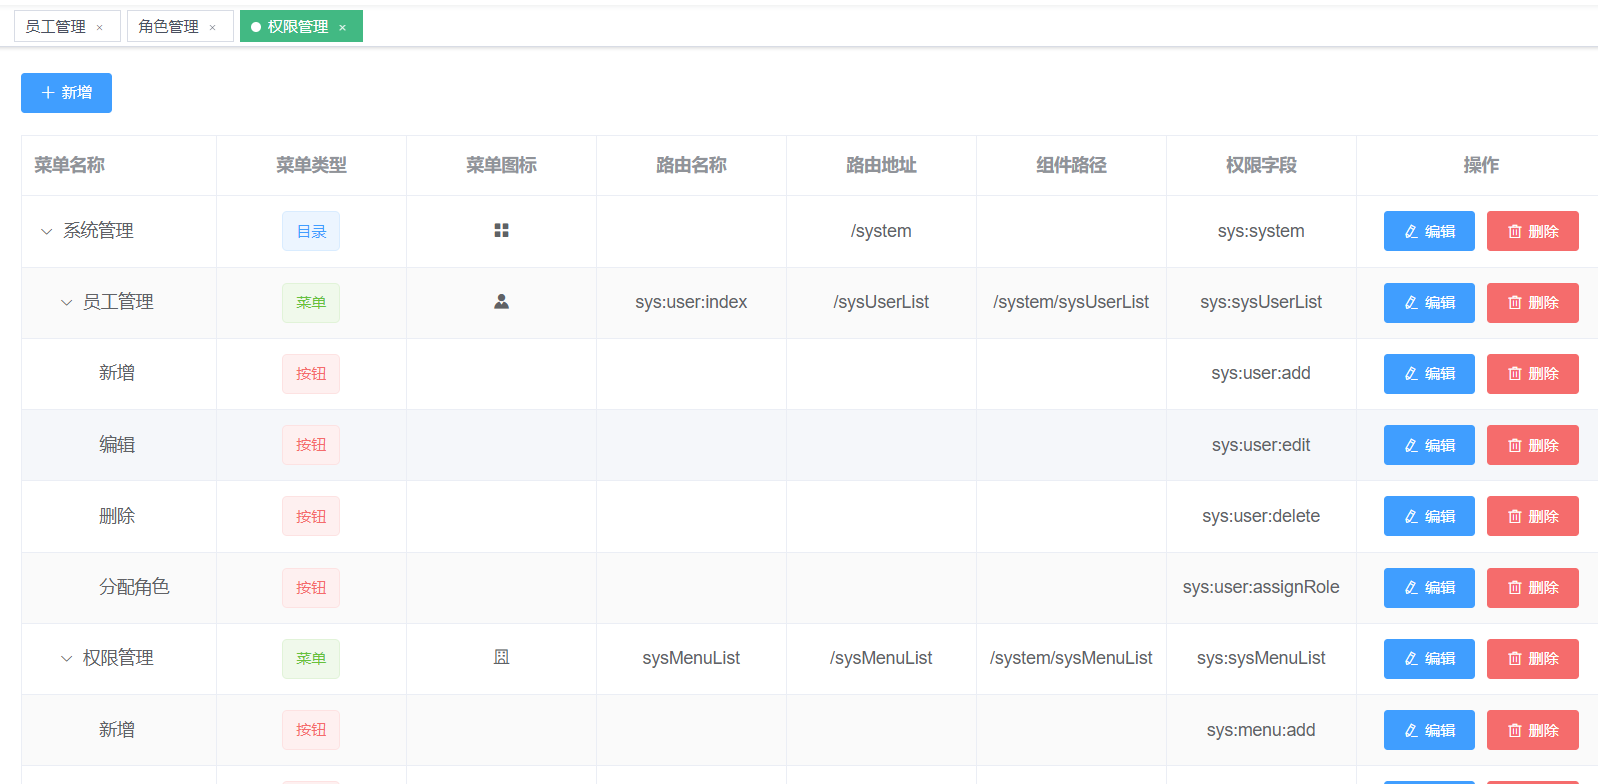 员工管理 × 角色管理 × 权限管理 ×
+ 新增
菜单名称 菜单类型 菜单图标 路由名称 路由地址 组件路径 权限字段 操作
系统管理 目录 /system sys:system 编辑 删除
员工管理 菜单 sys:user:index /sysUserList /system/sysUserList sys:sysUserList 编辑 删除
新增 按钮 sys:user:add 编辑 删除
编辑 按钮 sys:user:edit 编辑 删除
删除 按钮 sys:user:delete 编辑 删除
分配角色 按钮 sys:user:assignRole 编辑 删除
权限管理 菜单 sysMenuList /sysMenuList /system/sysMenuList sys:sysMenuList 编辑 删除
新增 按钮 sys:menu:add 编辑 删除